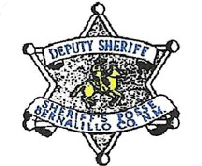 DEPUTY SHERIFF
SHERIFF'S POSSE
BERNALILLO CO. N.M.